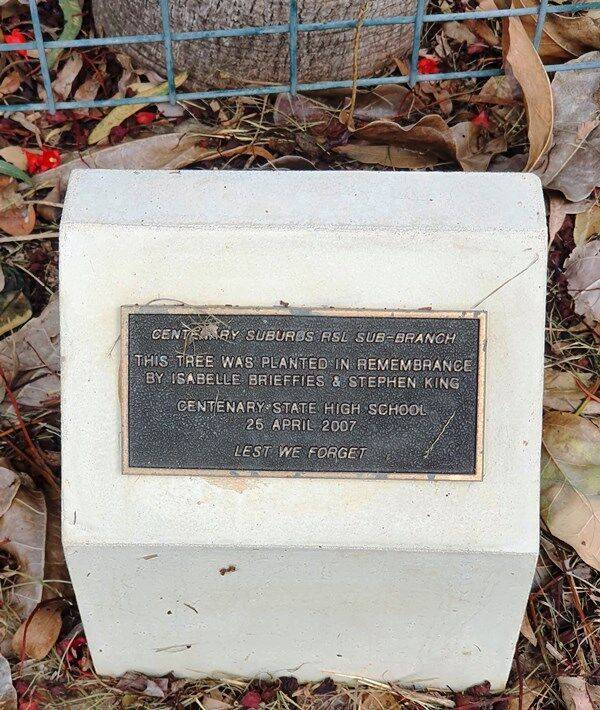 CENTENARY SUBURBS RSL SUB-BRANCH
THIS TREE WAS PLANTED IN REMEMBRANCE
BY ISABELLE BRIEFFIES & STEPHEN KING
CENTENARY STATE HIGH SCHOOL
25 APRIL 2007
LEST WE FORGET